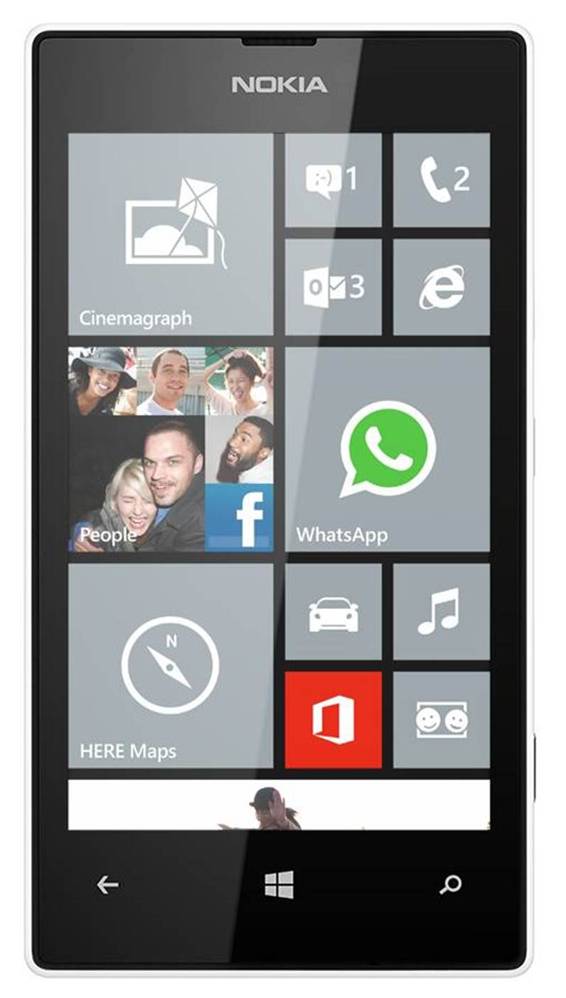 NOKIA
Cinemagraph
:-) 1
2
O 3
e
People
f
WhatsApp
N
HERE Maps